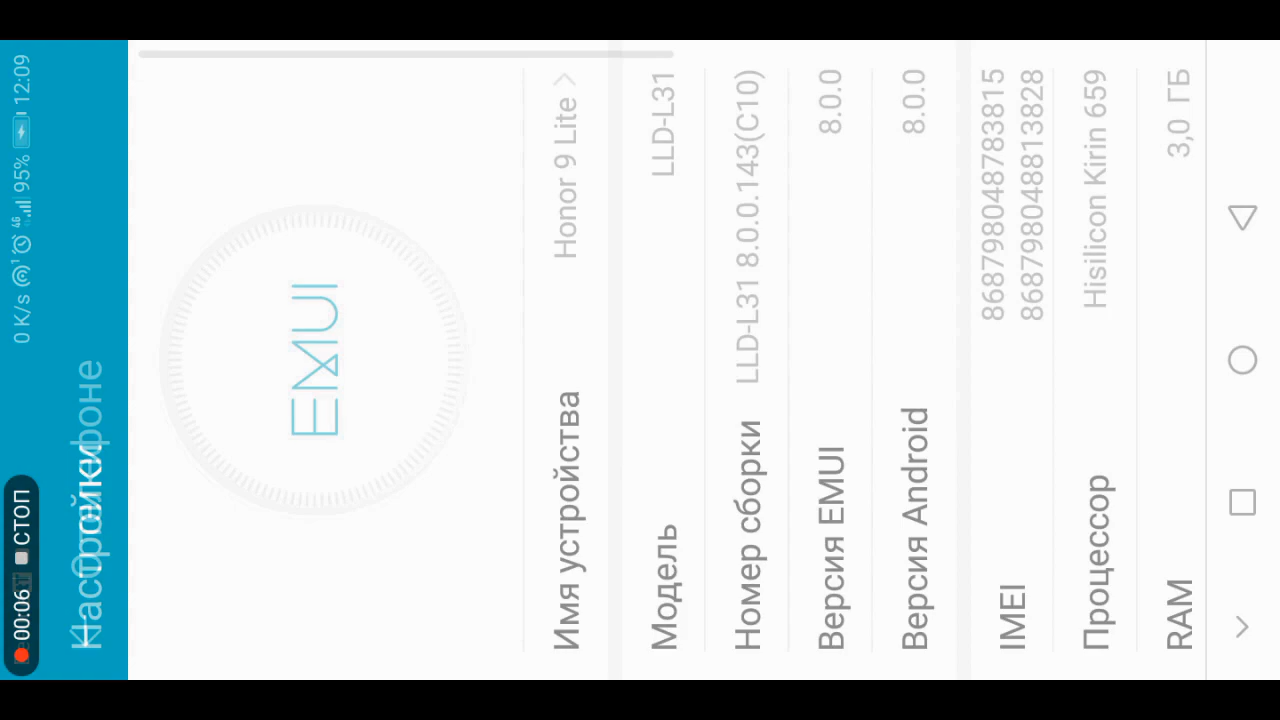 00:06 СТОП 0 K/s 4G 95% 12:09
Настройки
О телефоне
EMUI
Имя устройства Honor 9 Lite
Модель LLD-L31
Номер сборки LLD-L31 8.0.0.143(C10)
Версия EMUI 8.0.0
Версия Android 8.0.0
IMEI 868798048783815
868798048813828
Процессор Hisilicon Kirin 659
RAM 3,0 ГБ